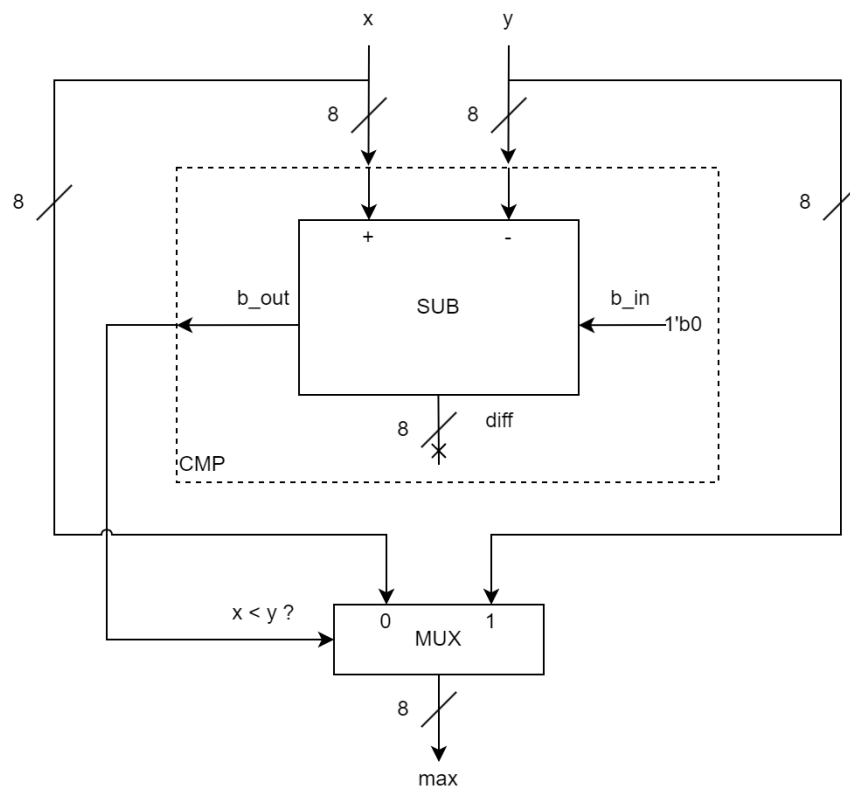 x
y
8
8
8
8
+
-
b_out
SUB
b_in
1'b0
8
diff
CMP
x < y ?
0
1
MUX
8
max